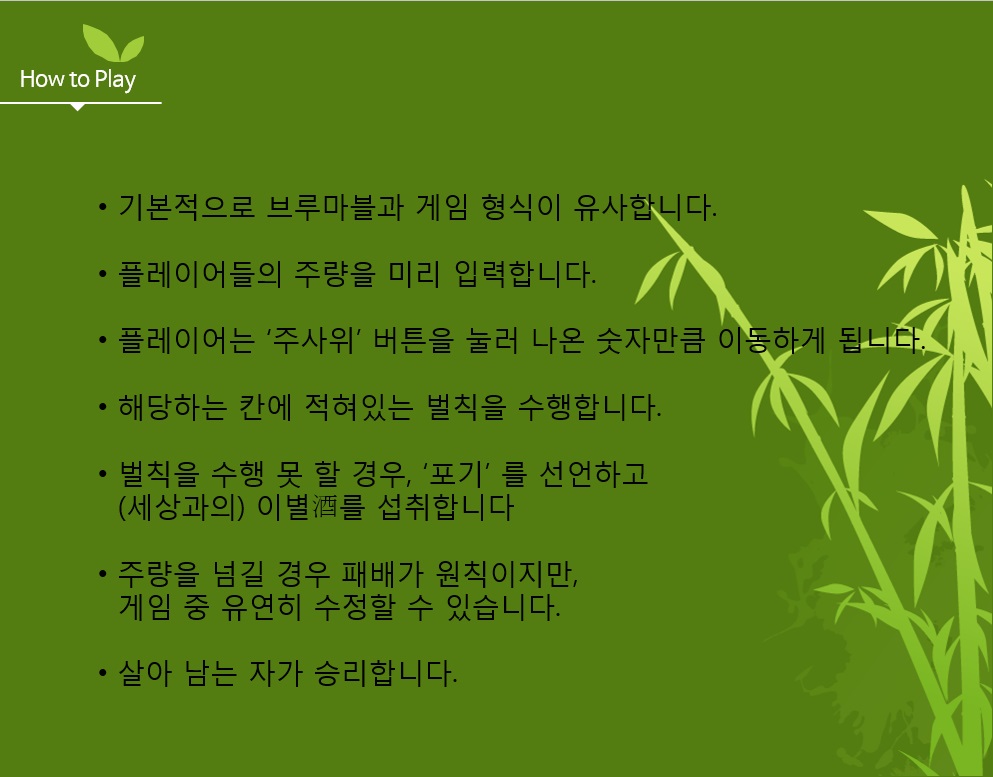 How to Play
• 기본적으로 브루마블과 게임 형식이 유사합니다.
• 플레이어들의 주량을 미리 입력합니다.
• 플레이어는 ‘주사위’ 버튼을 눌러 나온 숫자만큼 이동하게 됩니다.
• 해당하는 칸에 적혀있는 벌칙을 수행합니다.
• 벌칙을 수행 못 할 경우, ‘포기’ 를 선언하고
(세상과의) 이별酒를 섭취합니다
• 주량을 넘길 경우 패배가 원칙이지만,
게임 중 유연히 수정할 수 있습니다.
• 살아 남는 자가 승리합니다.